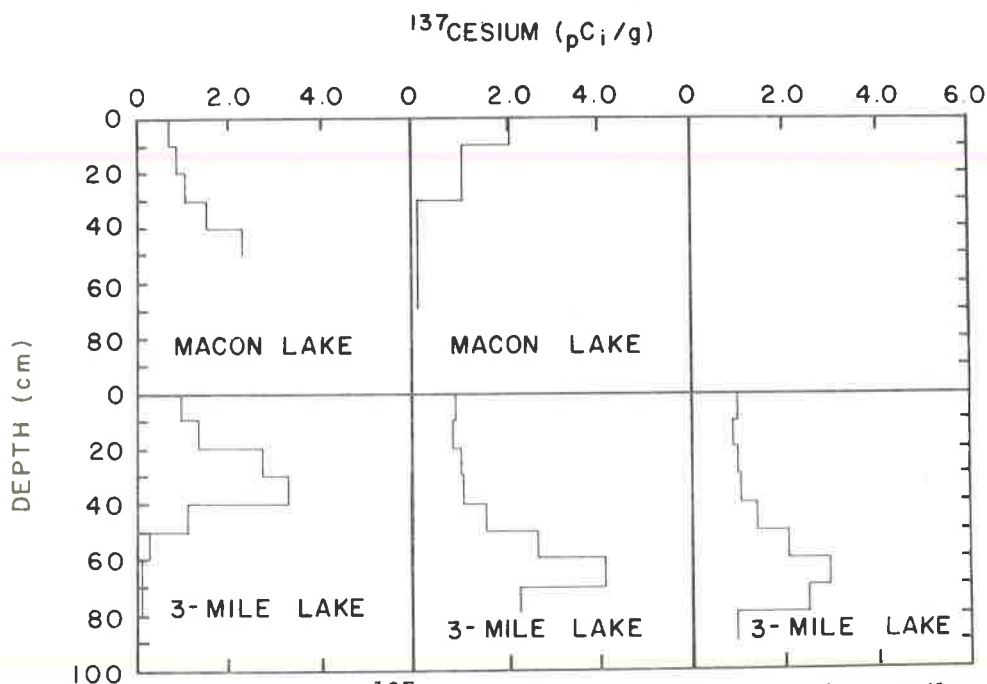 137CESIUM (pCi/g)
0 2.0 4.0 0 2.0 4.0 0 2.0 4.0 6.0
0
20
40
60
80
MACON LAKE MACON LAKE
DEPTH (cm)
0
20
40
60
80
3-MILE LAKE 3-MILE LAKE 3-MILE LAKE
100